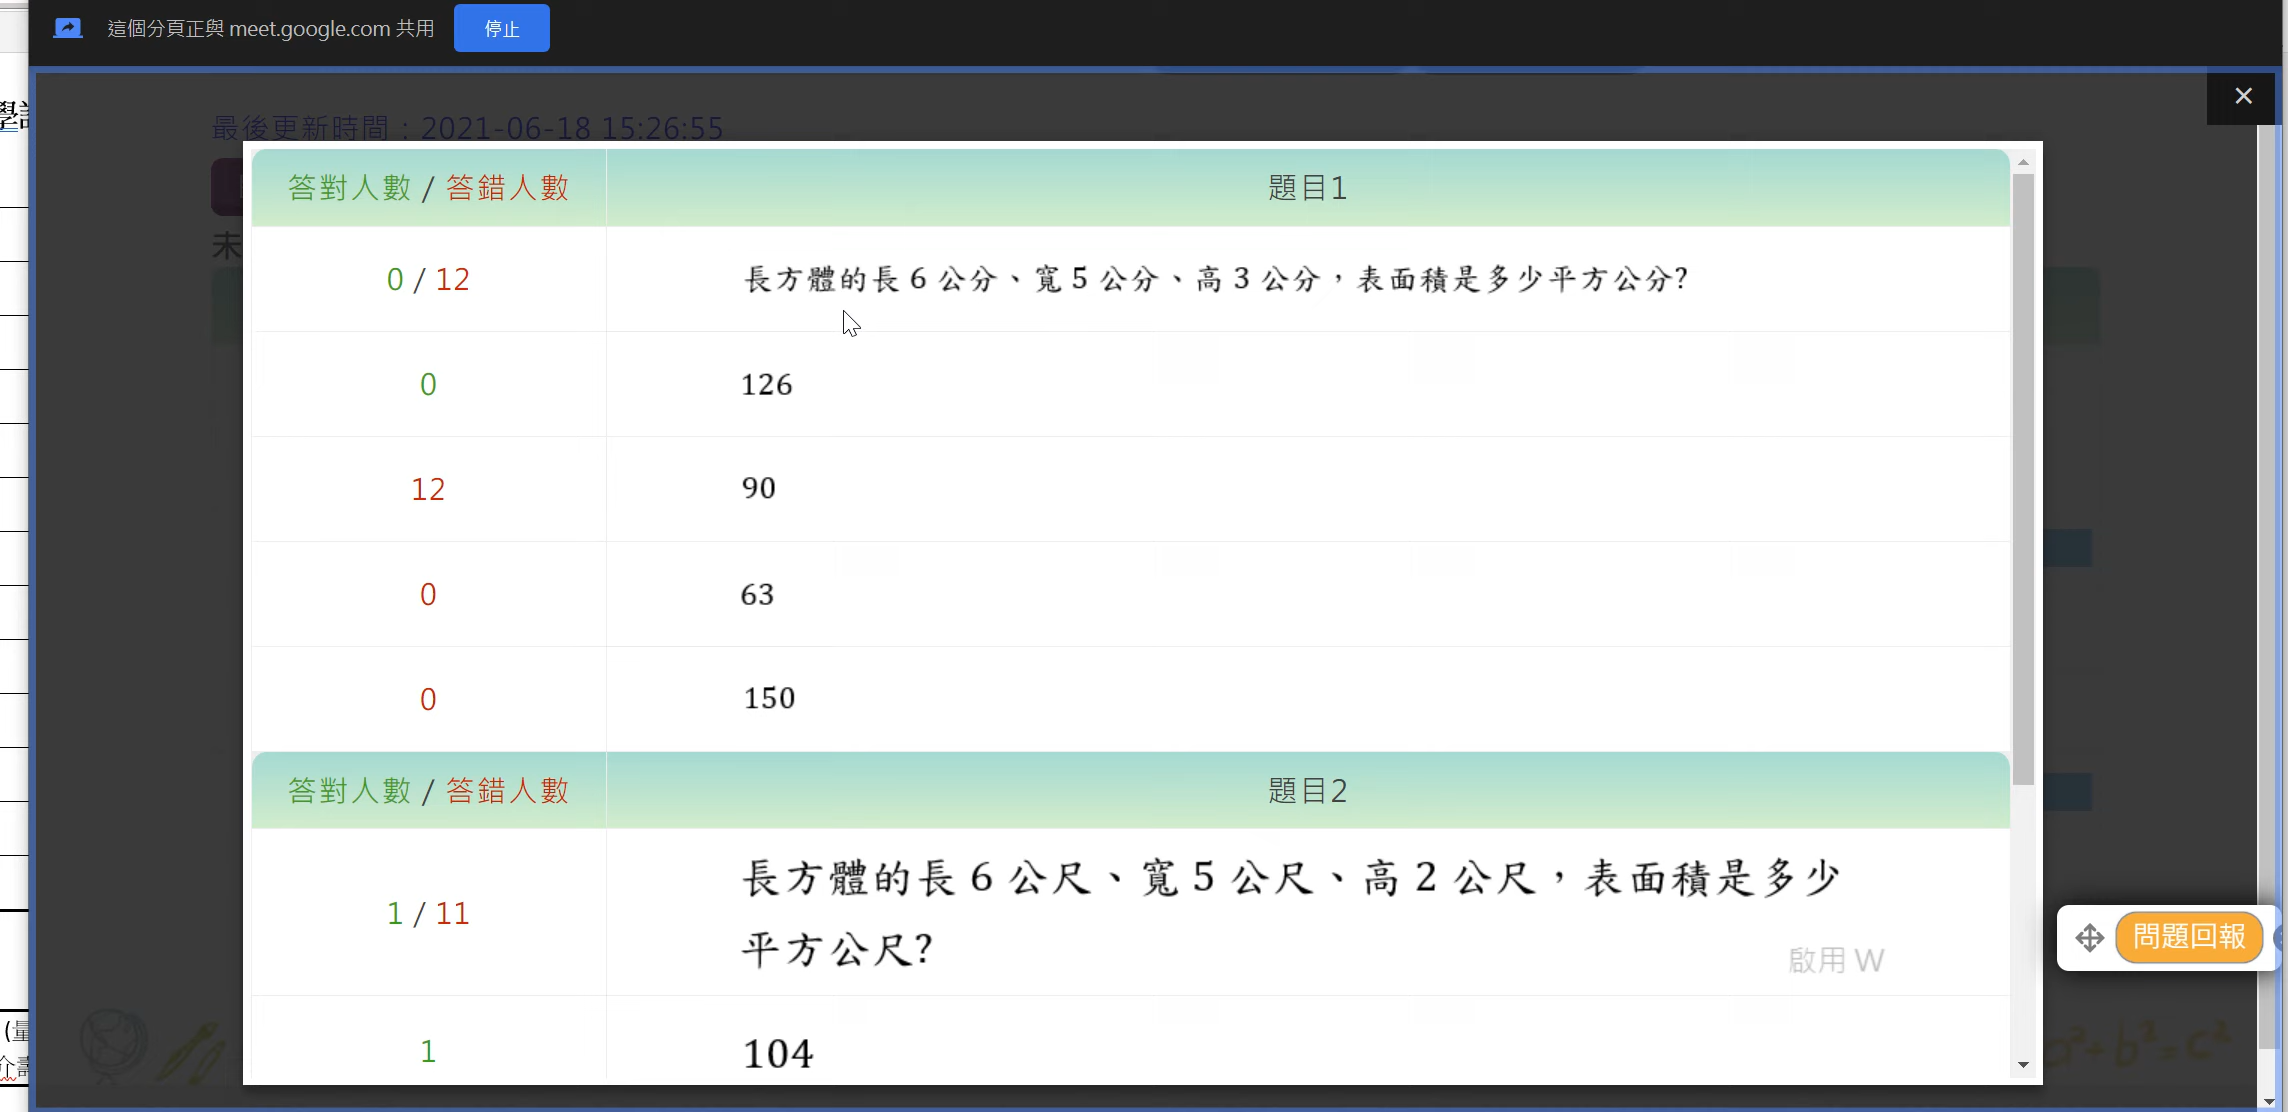 這個分頁正與 meet.google.com 共用
停止
最後更新時間：2021-06-18 15:26:55
答對人數 / 答錯人數
題目1
0 / 12
長方體的長 6 公分、寬 5 公分、高 3 公分，表面積是多少平方公分?
0
126
12
90
0
63
0
150
答對人數 / 答錯人數
題目2
1 / 11
長方體的長 6 公尺、寬 5 公尺、高 2 公尺，表面積是多少
平方公尺?
啟用 W
問題回報
1
104
未